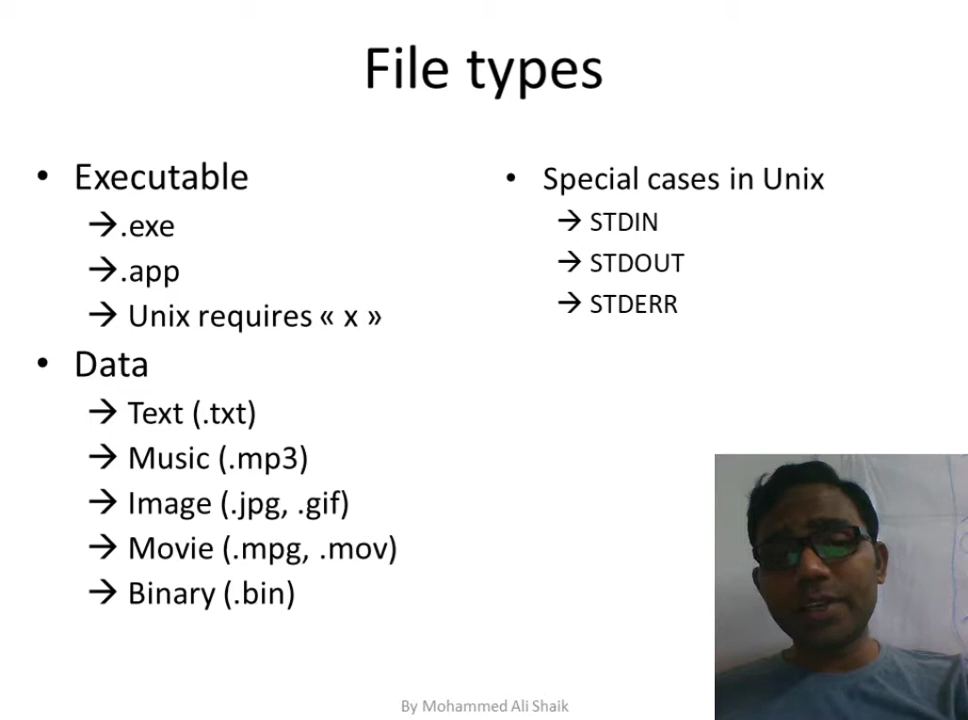 File types
• Executable
→.exe
→.app
→ Unix requires « x »
• Data
→ Text (.txt)
→ Music (.mp3)
→ Image (.jpg, .gif)
→ Movie (.mpg, .mov)
→ Binary (.bin)
• Special cases in Unix
→ STDIN
→ STDOUT
→ STDERR
By Mohammed Ali Shaik